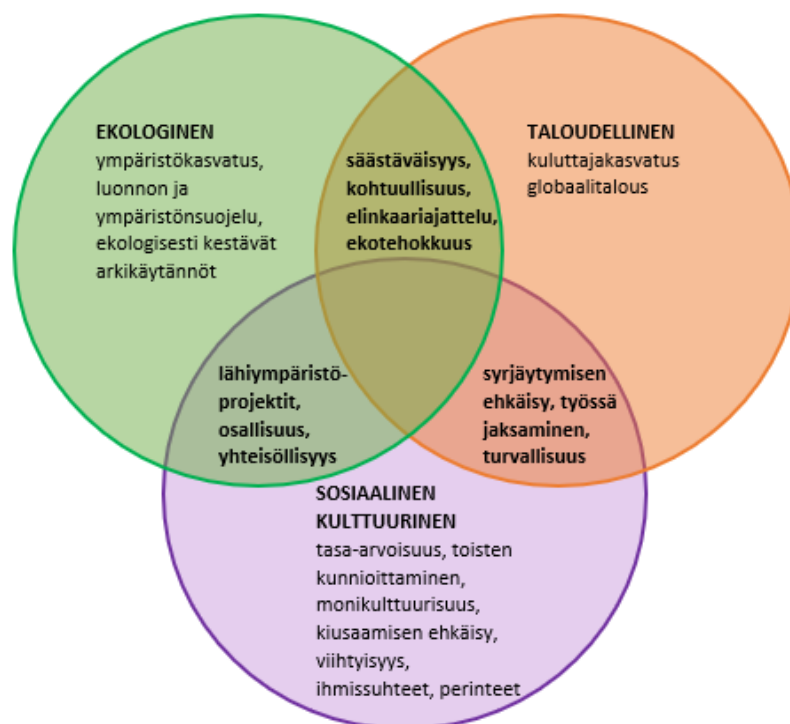 EKOLOGINEN
ympäristökasvatus,
luonnon ja
ympäristönsuojelu,
ekologisesti kestävät
arkikäytännöt
säästäväisyys,
kohtuullisuus,
elinkaariajattelu,
ekotehokkuus
TALOUDELLINEN
kuluttajakasvatus
globaalitalous
lähiympäristö-
projektit,
osallisuus,
yhteisöllisyys
syrjäytymisen
ehkäisy, työssä
jaksaminen,
turvallisuus
SOSIAALINEN
KULTTUURINEN
tasa-arvoisuus, toisten
kunnioittaminen,
monikulttuurisuus,
kiusaamisen ehkäisy,
viihtyisyys,
ihmissuhteet, perinteet